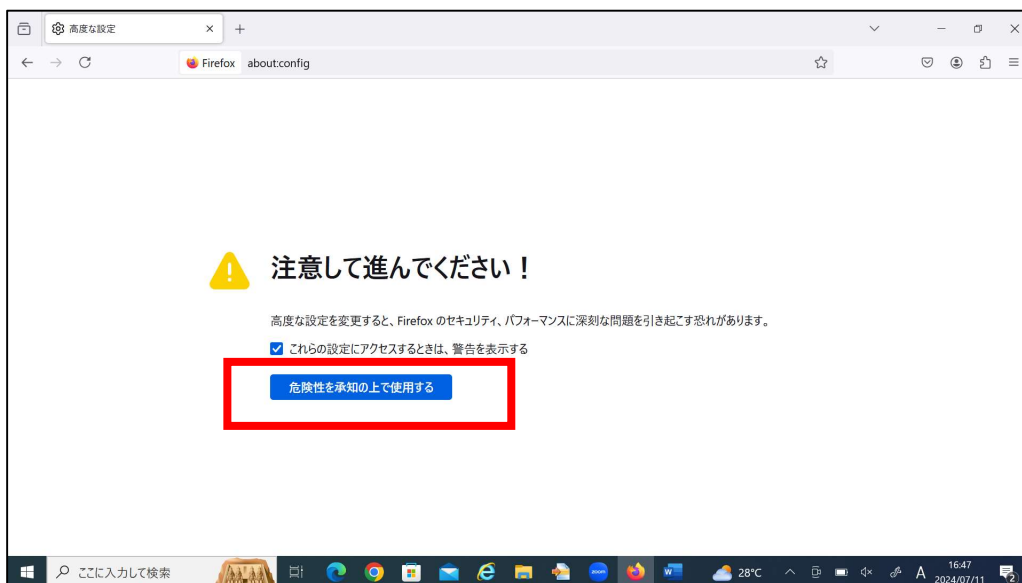 高度な設定
Firefox about:config
注意して進んでください！
高度な設定を変更すると、Firefox のセキュリティ、パフォーマンスに深刻な問題を引き起こす恐れがあります。
これらの設定にアクセスするときは、警告を表示する
危険性を承知の上で使用する
ここに入力して検索
zoom
W
28°C
A
16:47
2024/07/11
2